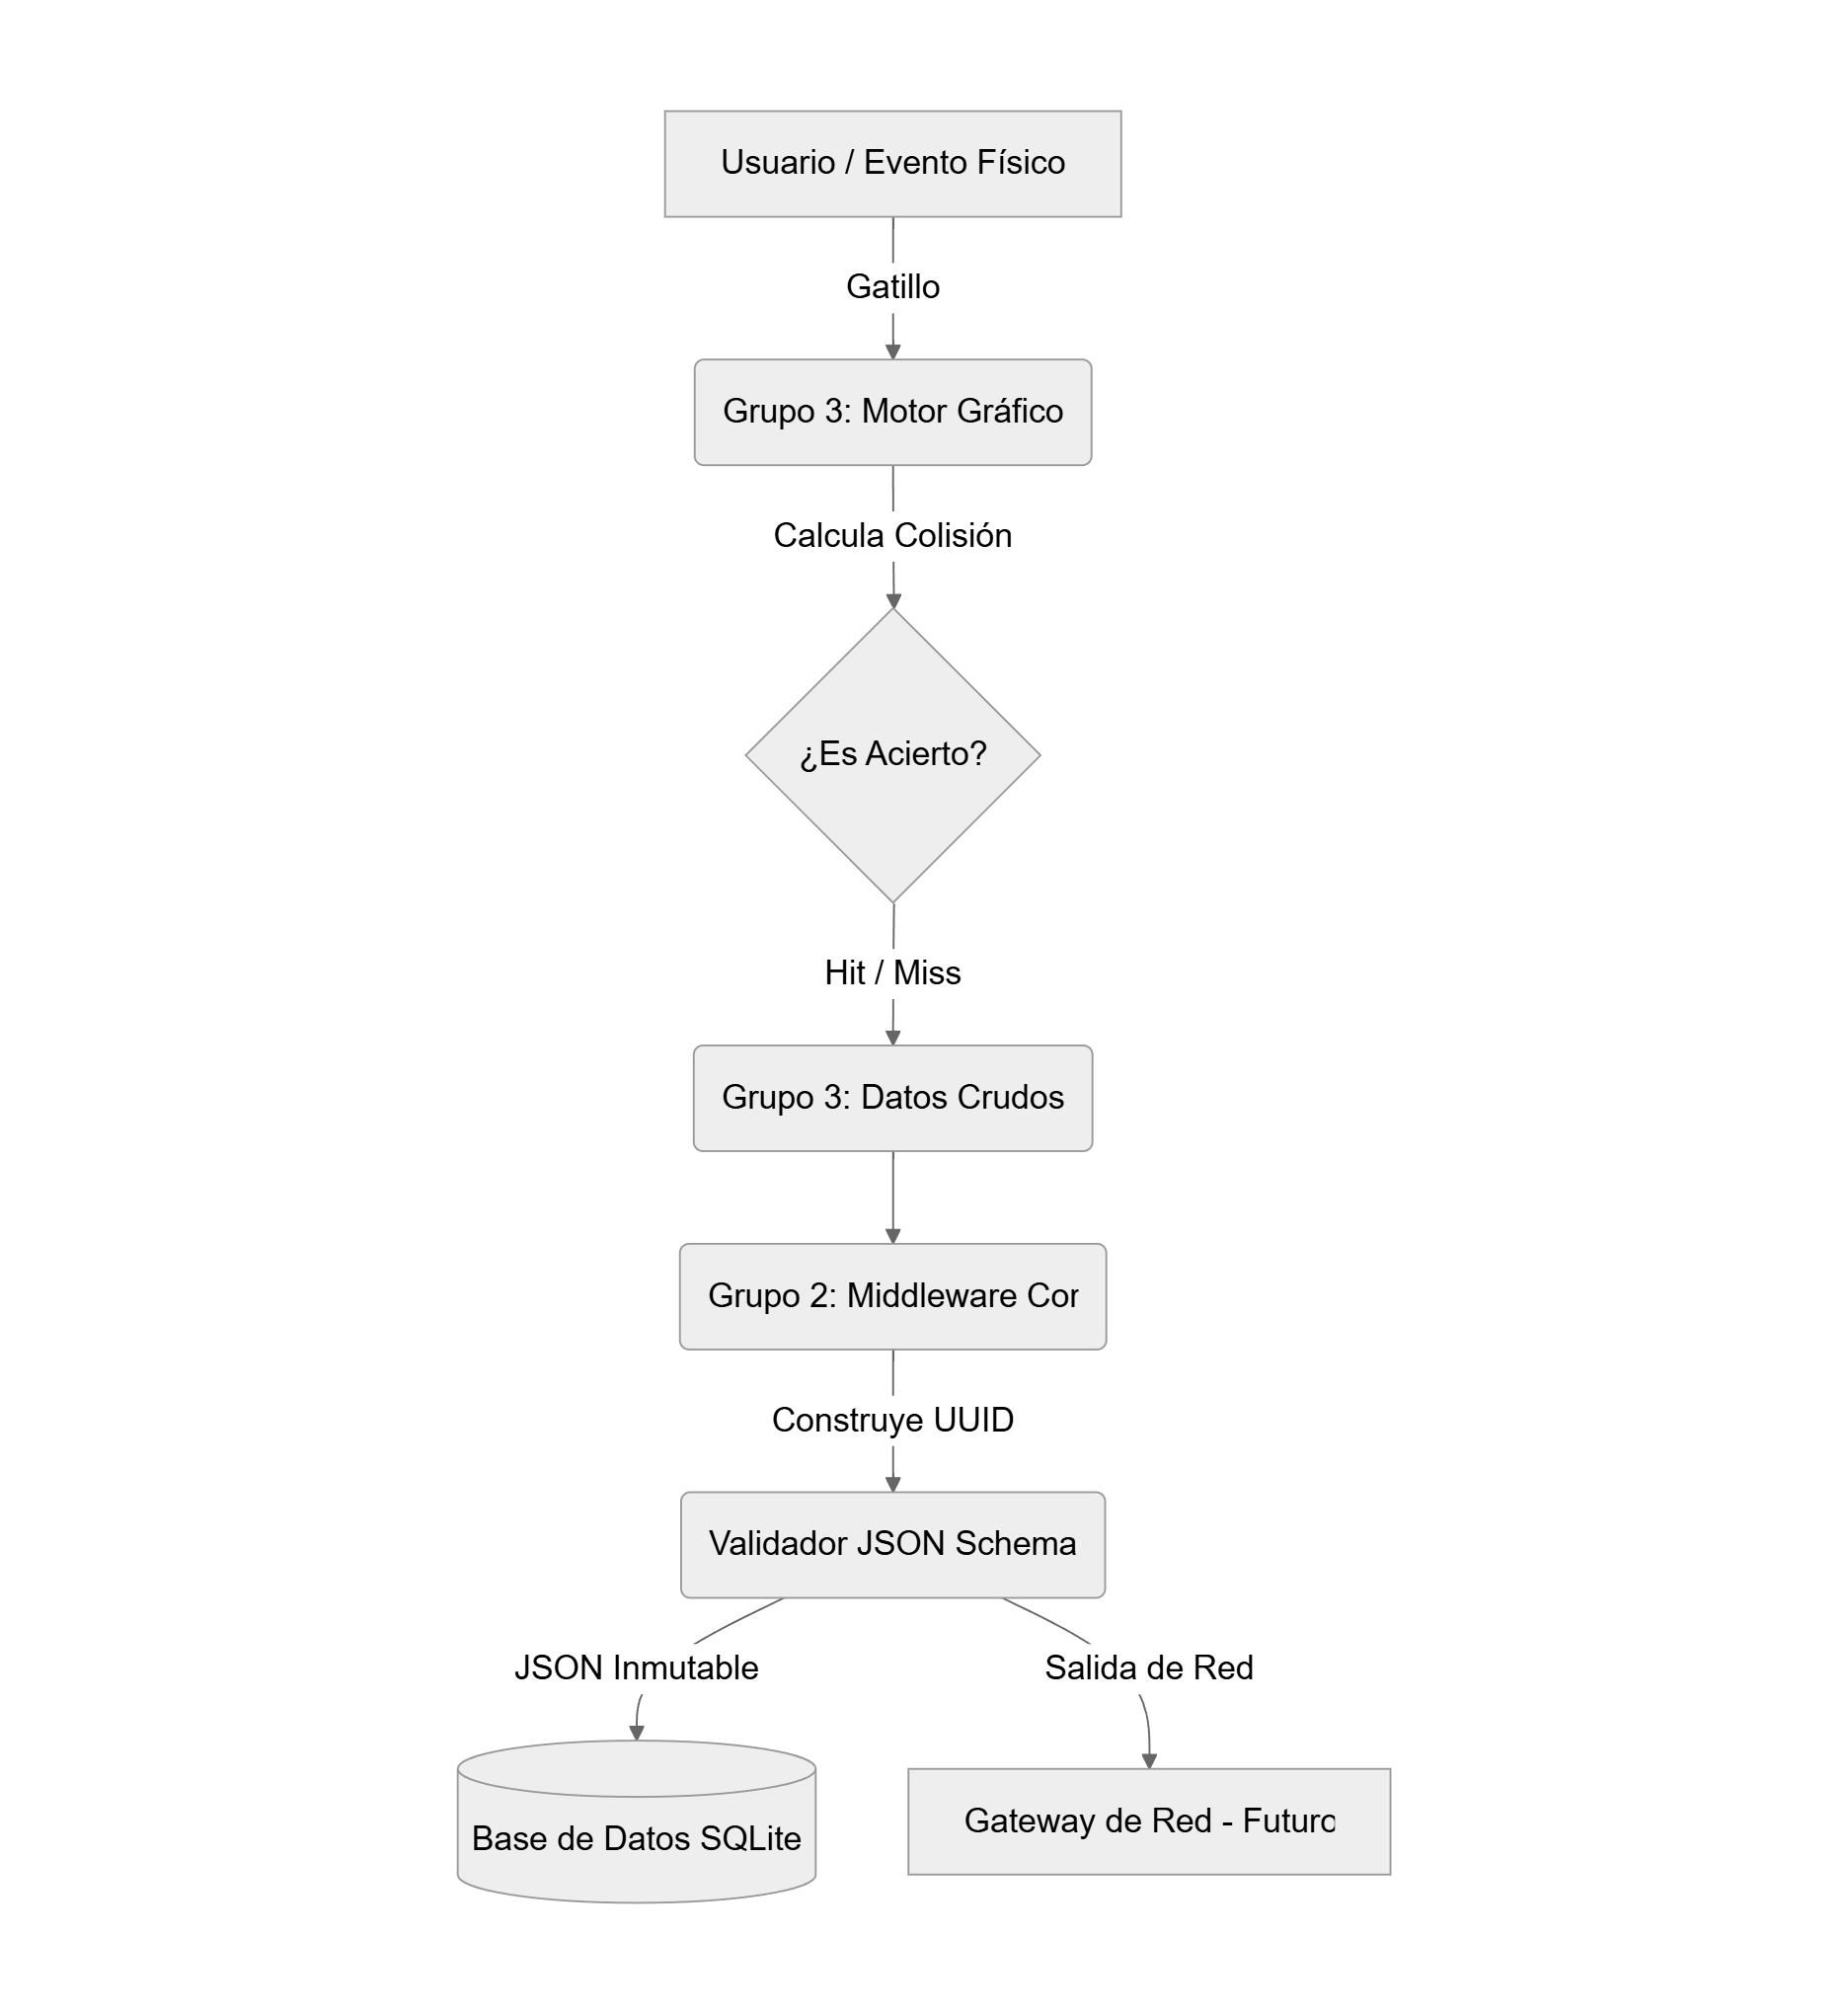 Usuario / Evento Físico
Gatillo
Grupo 3: Motor Gráfico
Calcula Colisión
¿Es Acierto?
Hit / Miss
Grupo 3: Datos Crudos
Grupo 2: Middleware Cor
Construye UUID
Validador JSON Schema
JSON Inmutable
Salida de Red
Base de Datos SQLite
Gateway de Red - Futuro